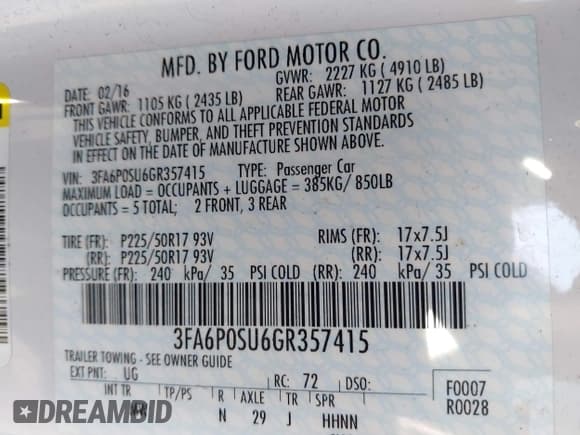 MFD. BY FORD MOTOR CO.
DATE: 02/16
GVWR: 2227 KG ( 4910 LB)
FRONT GAWR: 1105 KG ( 2435 LB)
REAR GAWR: 1127 KG ( 2485 LB)
THIS VEHICLE CONFORMS TO ALL APPLICABLE FEDERAL MOTOR
VEHICLE SAFETY, BUMPER, AND THEFT PREVENTION STANDARDS
IN EFFECT ON THE DATE OF MANUFACTURE SHOWN ABOVE.
VIN: 3FA6P0SU6GR357415 TYPE: Passenger Car
MAXIMUM LOAD = OCCUPANTS + LUGGAGE = 385KG/ 850LB
OCCUPANTS = 5 TOTAL; 2 FRONT, 3 REAR
TIRE (FR): P225/50R17 93V RIMS (FR): 17x7.5J
(RR): P225/50R17 93V (RR): 17x7.5J
PRESSURE (FR): 240 kPa/ 35 PSI COLD (RR): 240 kPa/ 35 PSI COLD
3FA6P0SU6GR357415
TRAILER TOWING - SEE OWNER GUIDE
EXT PNT: UG RC: 72 DSO:
INT TR TP/PS R AXLE TR SPR
N 29 J HHNN
F0007
R0028
DREAMBID